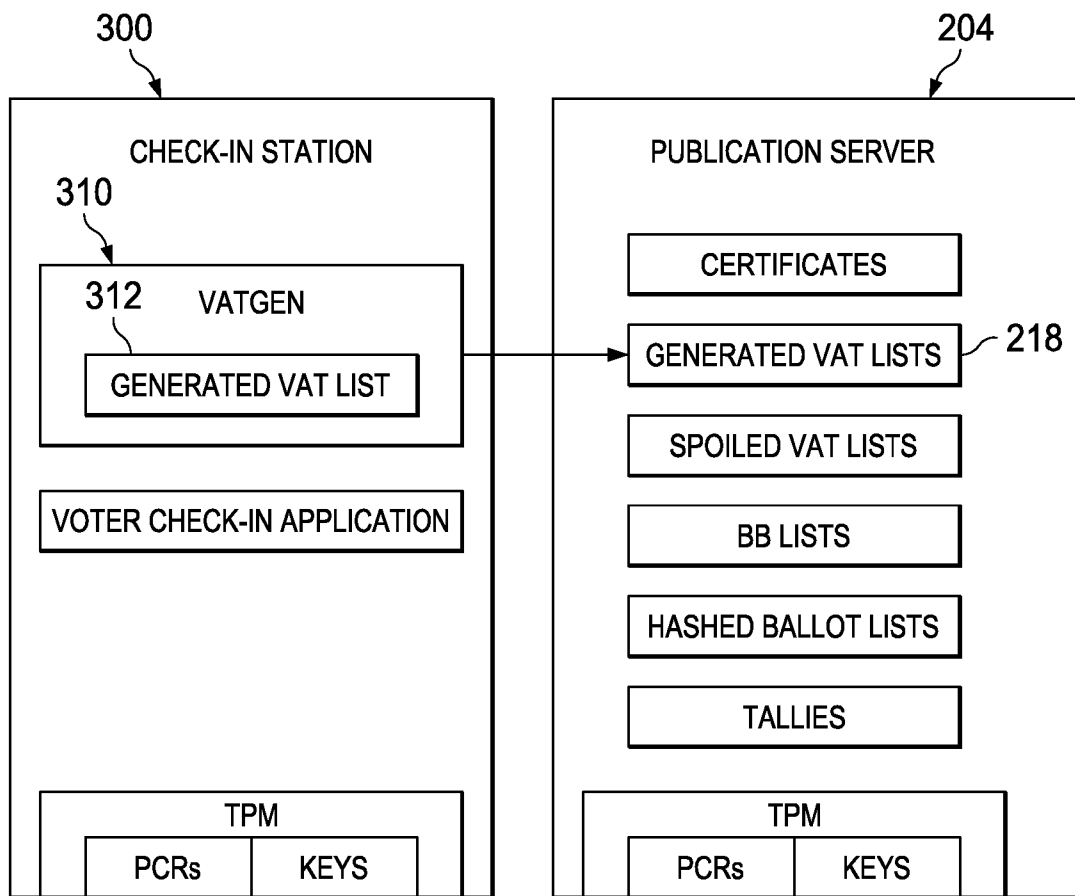 300
204
CHECK-IN STATION
PUBLICATION SERVER
310
CERTIFICATES
312
VATGEN
GENERATED VAT LISTS
218
GENERATED VAT LIST
SPOILED VAT LISTS
VOTER CHECK-IN APPLICATION
BB LISTS
HASHED BALLOT LISTS
TALLIES
TPM
PCRs
KEYS
TPM
PCRs
KEYS